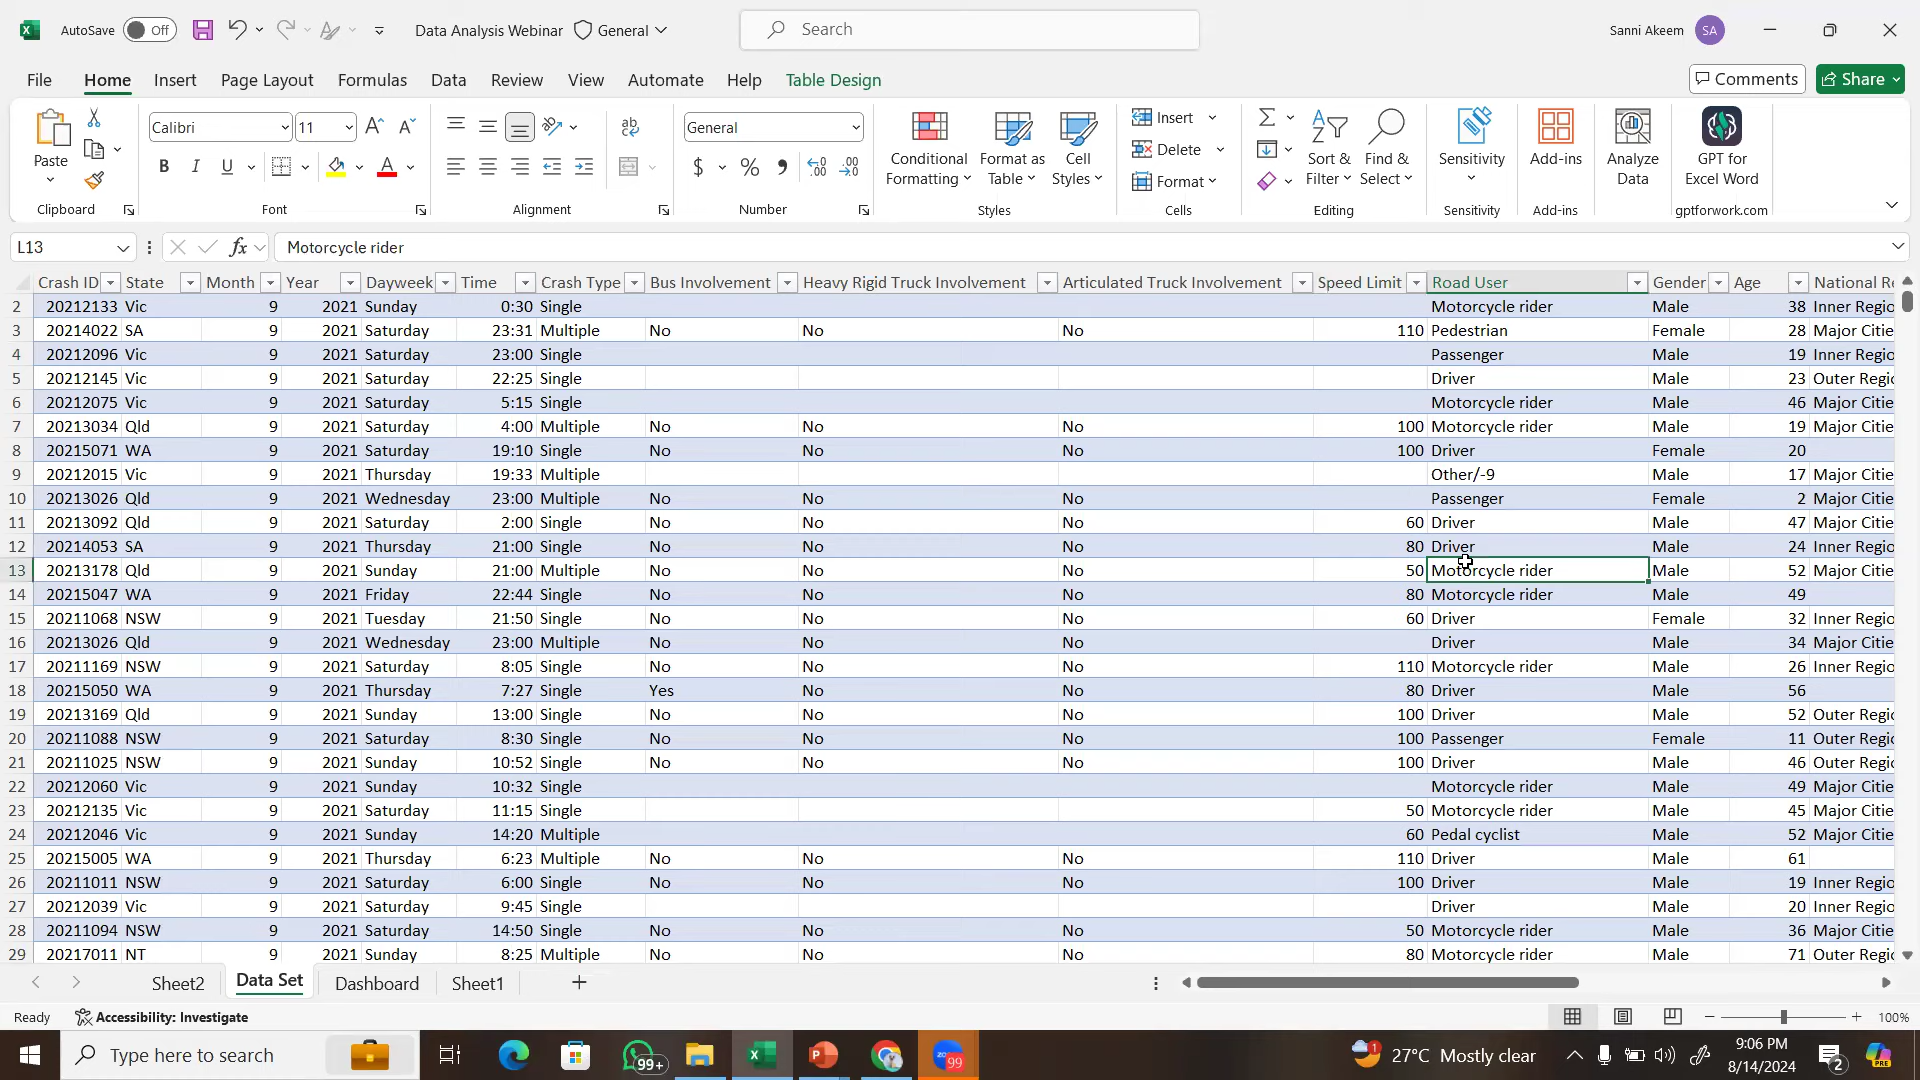 AutoSave Off Data Analysis Webinar General Search Sanni Akeem SA
File Home Insert Page Layout Formulas Data Review View Automate Help Table Design Comments Share
Paste Calibri 11 General Insert Delete Format
Conditional Formatting Format as Table Cell Styles Sort & Filter Find & Select Sensitivity Add-ins Analyze Data GPT for Excel Word
Clipboard Font Alignment Number Styles Cells Editing Sensitivity Add-ins gptforwork.com
L13 fx Motorcycle rider
Crash ID State Month Year Dayweek Time Crash Type Bus Involvement Heavy Rigid Truck Involvement Articulated Truck Involvement Speed Limit Road User Gender Age National Re
2 20212133 Vic 9 2021 Sunday 0:30 Single Motorcycle rider Male 38 Inner Regio
3 20214022 SA 9 2021 Saturday 23:31 Multiple No No No 110 Pedestrian Female 28 Major Citie
4 20212096 Vic 9 2021 Saturday 23:00 Single Passenger Male 19 Inner Regio
5 20212145 Vic 9 2021 Saturday 22:25 Single Driver Male 23 Outer Regio
6 20212075 Vic 9 2021 Saturday 5:15 Single Motorcycle rider Male 46 Major Citie
7 20213034 Qld 9 2021 Saturday 4:00 Multiple No No No 100 Motorcycle rider Male 19 Major Citie
8 20215071 WA 9 2021 Saturday 19:10 Single No No No 100 Driver Female 20
9 20212015 Vic 9 2021 Thursday 19:33 Multiple Other/-9 Male 17 Major Citie
10 20213026 Qld 9 2021 Wednesday 23:00 Multiple No No No Passenger Female 2 Major Citie
11 20213092 Qld 9 2021 Saturday 2:00 Single No No No 60 Driver Male 47 Major Citie
12 20214053 SA 9 2021 Thursday 21:00 Single No No No 80 Driver Male 24 Inner Regio
13 20213178 Qld 9 2021 Sunday 21:00 Multiple No No No 50 Motorcycle rider Male 52 Major Citie
14 20215047 WA 9 2021 Friday 22:44 Single No No No 80 Motorcycle rider Male 49
15 20211068 NSW 9 2021 Tuesday 21:50 Single No No No 60 Driver Female 32 Inner Regio
16 20213026 Qld 9 2021 Wednesday 23:00 Multiple No No No Driver Male 34 Major Citie
17 20211169 NSW 9 2021 Saturday 8:05 Single No No No 110 Motorcycle rider Male 26 Inner Regio
18 20215050 WA 9 2021 Thursday 7:27 Single Yes No No 80 Driver Male 56
19 20213169 Qld 9 2021 Sunday 13:00 Single No No No 100 Driver Male 52 Outer Regio
20 20211088 NSW 9 2021 Saturday 8:30 Single No No No 100 Passenger Female 11 Outer Regio
21 20211025 NSW 9 2021 Sunday 10:52 Single No No No 100 Driver Male 46 Outer Regio
22 20212060 Vic 9 2021 Sunday 10:32 Single Motorcycle rider Male 49 Major Citie
23 20212135 Vic 9 2021 Saturday 11:15 Single 50 Motorcycle rider Male 45 Major Citie
24 20212046 Vic 9 2021 Sunday 14:20 Multiple 60 Pedal cyclist Male 52 Major Citie
25 20215005 WA 9 2021 Thursday 6:23 Multiple No No No 110 Driver Male 61
26 20211011 NSW 9 2021 Saturday 6:00 Single No No No 100 Driver Male 19 Inner Regio
27 20212039 Vic 9 2021 Saturday 9:45 Single Driver Male 20 Inner Regio
28 20211094 NSW 9 2021 Saturday 14:50 Single No No No 50 Motorcycle rider Male 36 Major Citie
29 20217011 NT 9 2021 Sunday 8:25 Multiple No No No 80 Motorcycle rider Male 71 Outer Regio
Sheet2 Data Set Dashboard Sheet1
Ready Accessibility: Investigate 100%
Type here to search 99+ 99 27°C Mostly clear 9:06 PM
8/14/2024 2